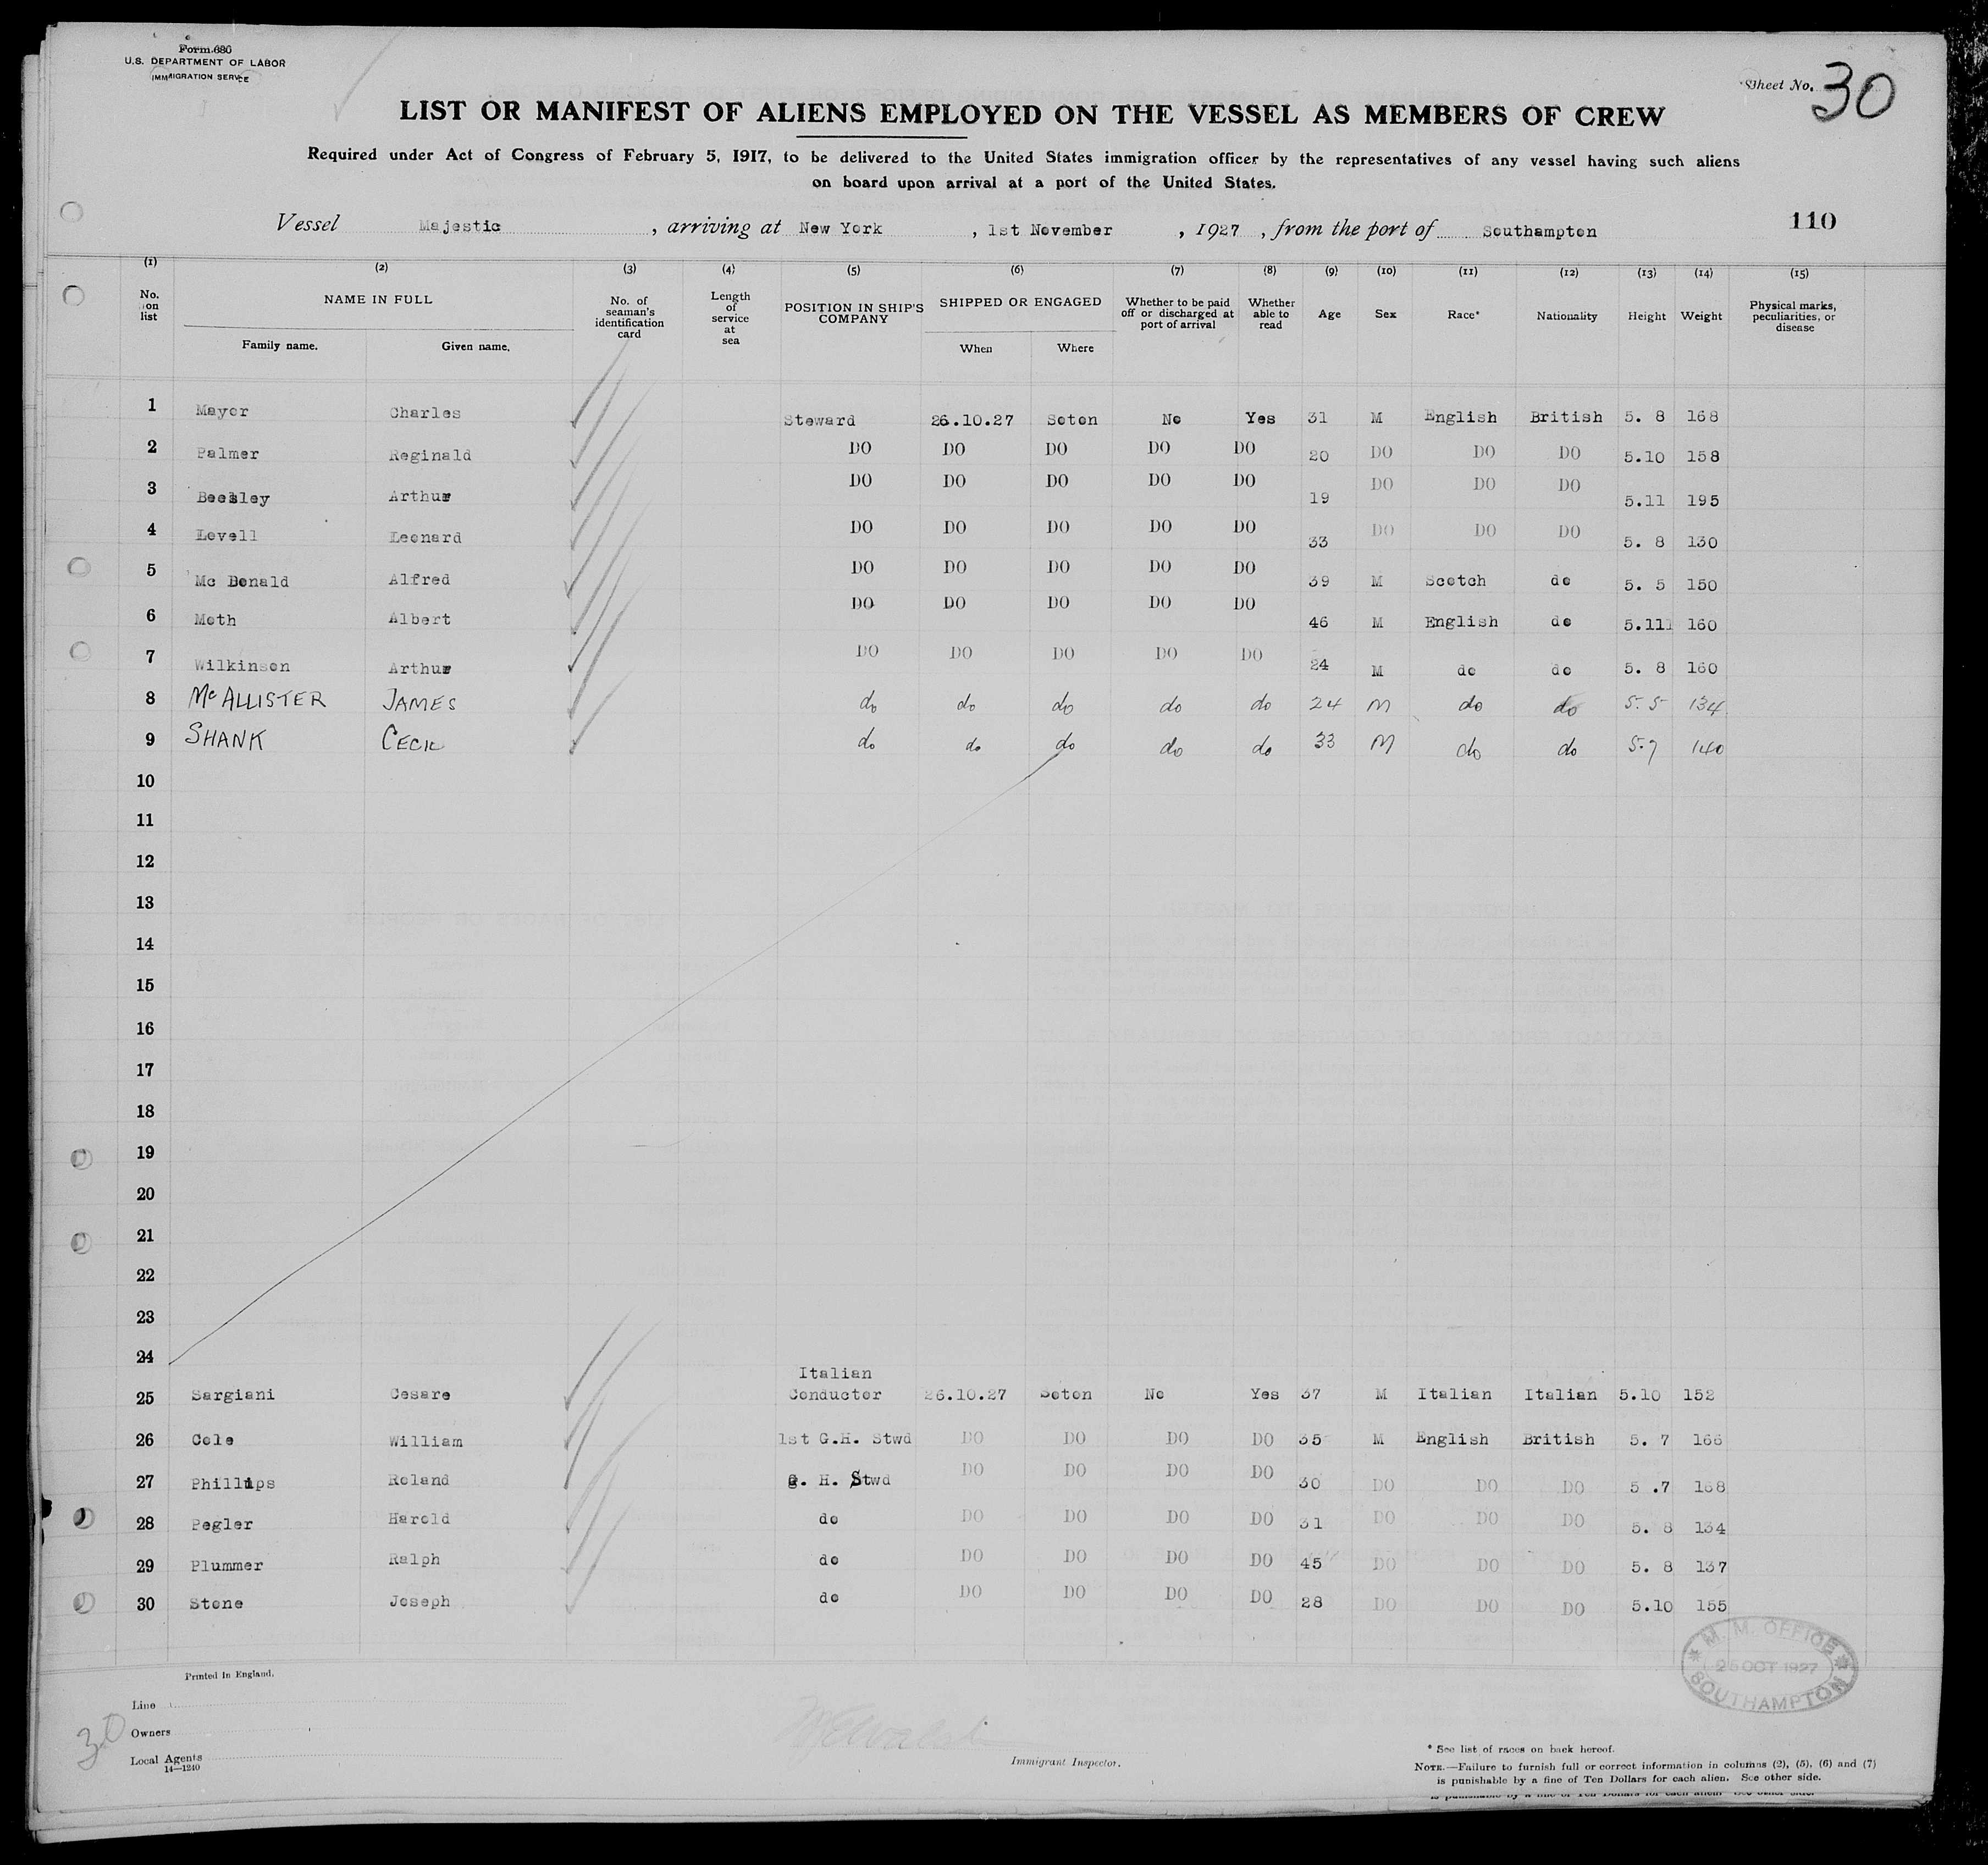 Form 680
U.S. DEPARTMENT OF LABOR
IMMIGRATION SERVICE
Sheet No. 30
LIST OR MANIFEST OF ALIENS EMPLOYED ON THE VESSEL AS MEMBERS OF CREW
Required under Act of Congress of February 5, 1917, to be delivered to the United States immigration officer by the representatives of any vessel having such aliens
on board upon arrival at a port of the United States.
Vessel Majestic, arriving at New York, 1st November, 1927, from the port of Southampton 110
(1) (2) (3) (4) (5) (6) (7) (8) (9) (10) (11) (12) (13) (14) (15)
No. on list NAME IN FULL Family name. Given name. No. of seaman's identification card Length of service at sea POSITION IN SHIP'S COMPANY SHIPPED OR ENGAGED When Where Whether to be paid off or discharged at port of arrival Whether able to read Age Sex Race* Nationality Height Weight Physical marks, peculiarities, or disease
1 Mayor Charles Steward 26.10.27 Soton No Yes 31 M English British 5. 8 168
2 Palmer Reginald DO DO DO DO DO 20 DO DO DO 5.10 158
3 Beesley Arthur DO DO DO DO DO 19 DO DO DO 5.11 195
4 Lovell Leonard DO DO DO DO DO 33 DO DO DO 5. 8 130
5 Mc Donald Alfred DO DO DO DO DO 39 M Scotch do 5. 5 150
6 Moth Albert DO DO DO DO DO 46 M English do 5.11 160
7 Wilkinson Arthur DO DO DO DO DO 24 M do do 5. 8 160
8 McALLISTER JAMES do do do do do 24 M do do 5.5 134
9 SHANK CECIL do do do do do 33 M do do 5.7 140
10
11
12
13
14
15
16
17
18
19
20
21
22
23
24
25 Sargiani Cesare Italian Conductor 26.10.27 Soton No Yes 37 M Italian Italian 5.10 152
26 Cole William 1st G.H. Stwd DO DO DO DO 35 M English British 5. 7 166
27 Phillips Roland G. H. Stwd DO DO DO DO 30 DO DO DO 5 .7 168
28 Pegler Harold do DO DO DO DO 31 DO DO DO 5. 8 134
29 Plummer Ralph do DO DO DO DO 45 DO DO DO 5. 8 137
30 Stone Joseph do DO DO DO DO 28 DO DO DO 5.10 155
M. M. OFFICE
25 OCT 1927
SOUTHAMPTON
Printed in England.
Line
Owners
Local Agents
14—1240
30
Immigrant Inspector.
* See list of races on back hereof.
NOTE.—Failure to furnish full or correct information in columns (2), (5), (6) and (7)
is punishable by a fine of Ten Dollars for each alien. See other side.